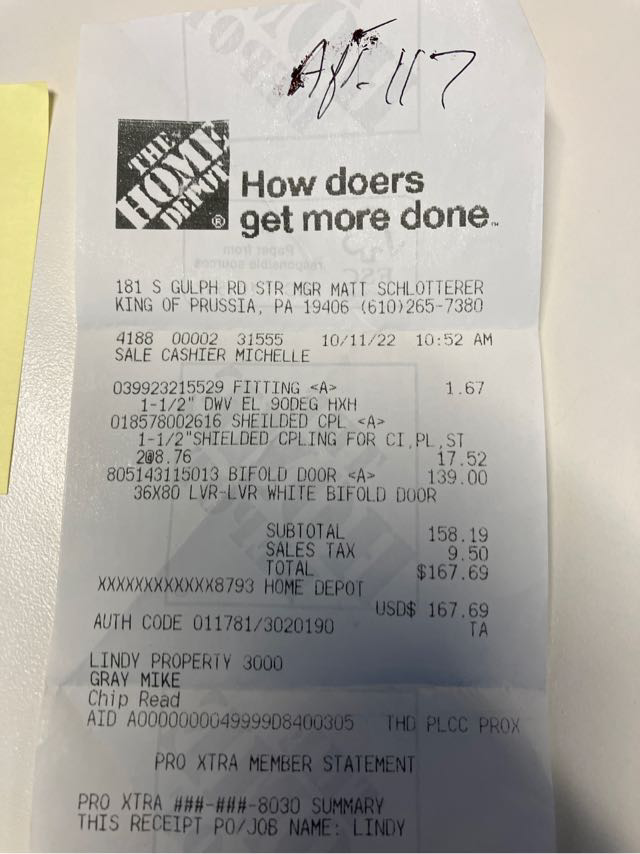 Apt. 117
THE
HOME
DEPOT
®
How doers
get more done™
181 S GULPH RD STR MGR MATT SCHLOTTERER
KING OF PRUSSIA, PA 19406 (610)265-7380
4188 00002 31555 10/11/22 10:52 AM
SALE CASHIER MICHELLE
039923215529 FITTING <A> 1.67
1-1/2" DWV EL 90DEG HXH
018578002616 SHEILDED CPL <A>
1-1/2"SHIELDED CPLING FOR CI,PL,ST
2@8.76 17.52
805143115013 BIFOLD DOOR <A> 139.00
36X80 LVR-LVR WHITE BIFOLD DOOR
SUBTOTAL 158.19
SALES TAX 9.50
TOTAL $167.69
XXXXXXXXXXXX8793 HOME DEPOT
USD$ 167.69
AUTH CODE 011781/3020190 TA
LINDY PROPERTY 3000
GRAY MIKE
Chip Read
AID A0000000049999D8400305 THD PLCC PROX
PRO XTRA MEMBER STATEMENT
PRO XTRA ###-###-8030 SUMMARY
THIS RECEIPT PO/JOB NAME: LINDY